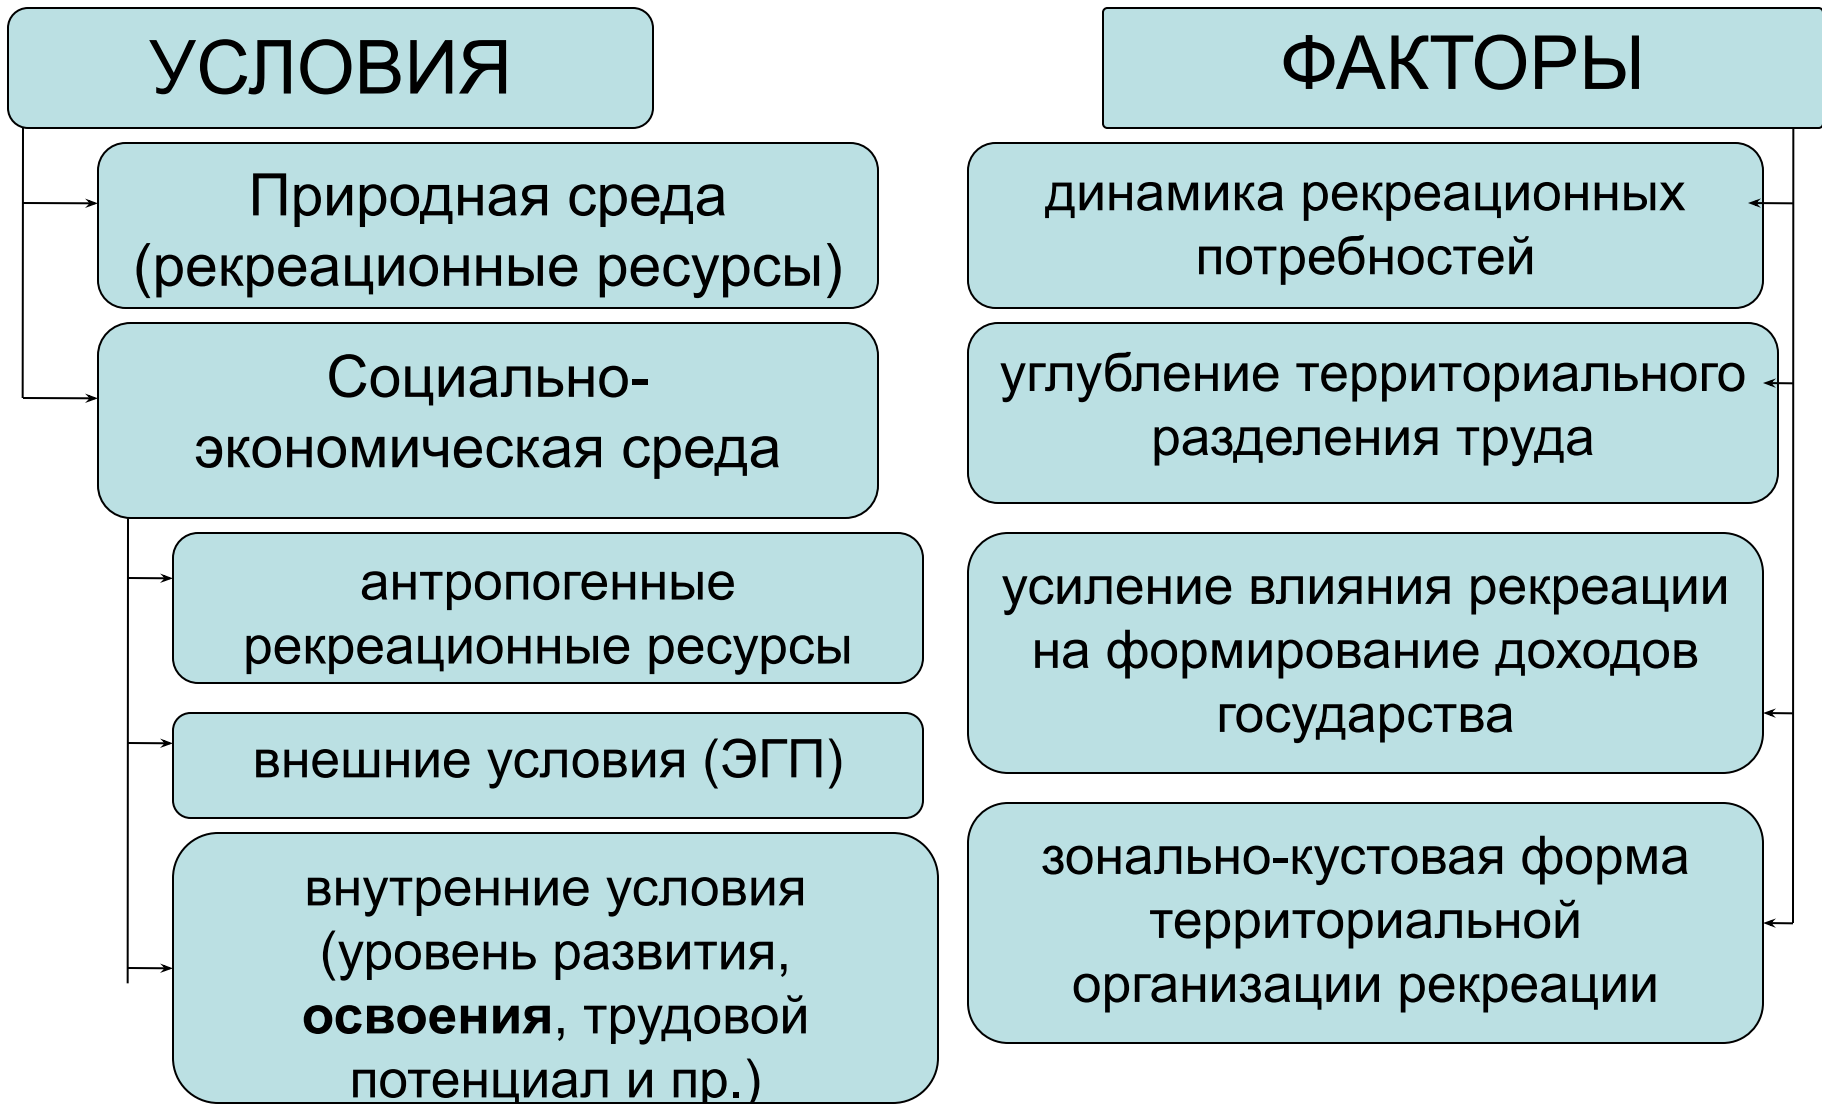 УСЛОВИЯ
Природная среда
(рекреационные ресурсы)
Социально-
экономическая среда
антропогенные
рекреационные ресурсы
внешние условия (ЭГП)
внутренние условия
(уровень развития,
освоения, трудовой
потенциал и пр.)
ФАКТОРЫ
динамика рекреационных
потребностей
углубление территориального
разделения труда
усиление влияния рекреации
на формирование доходов
государства
зонально-кустовая форма
территориальной
организации рекреации